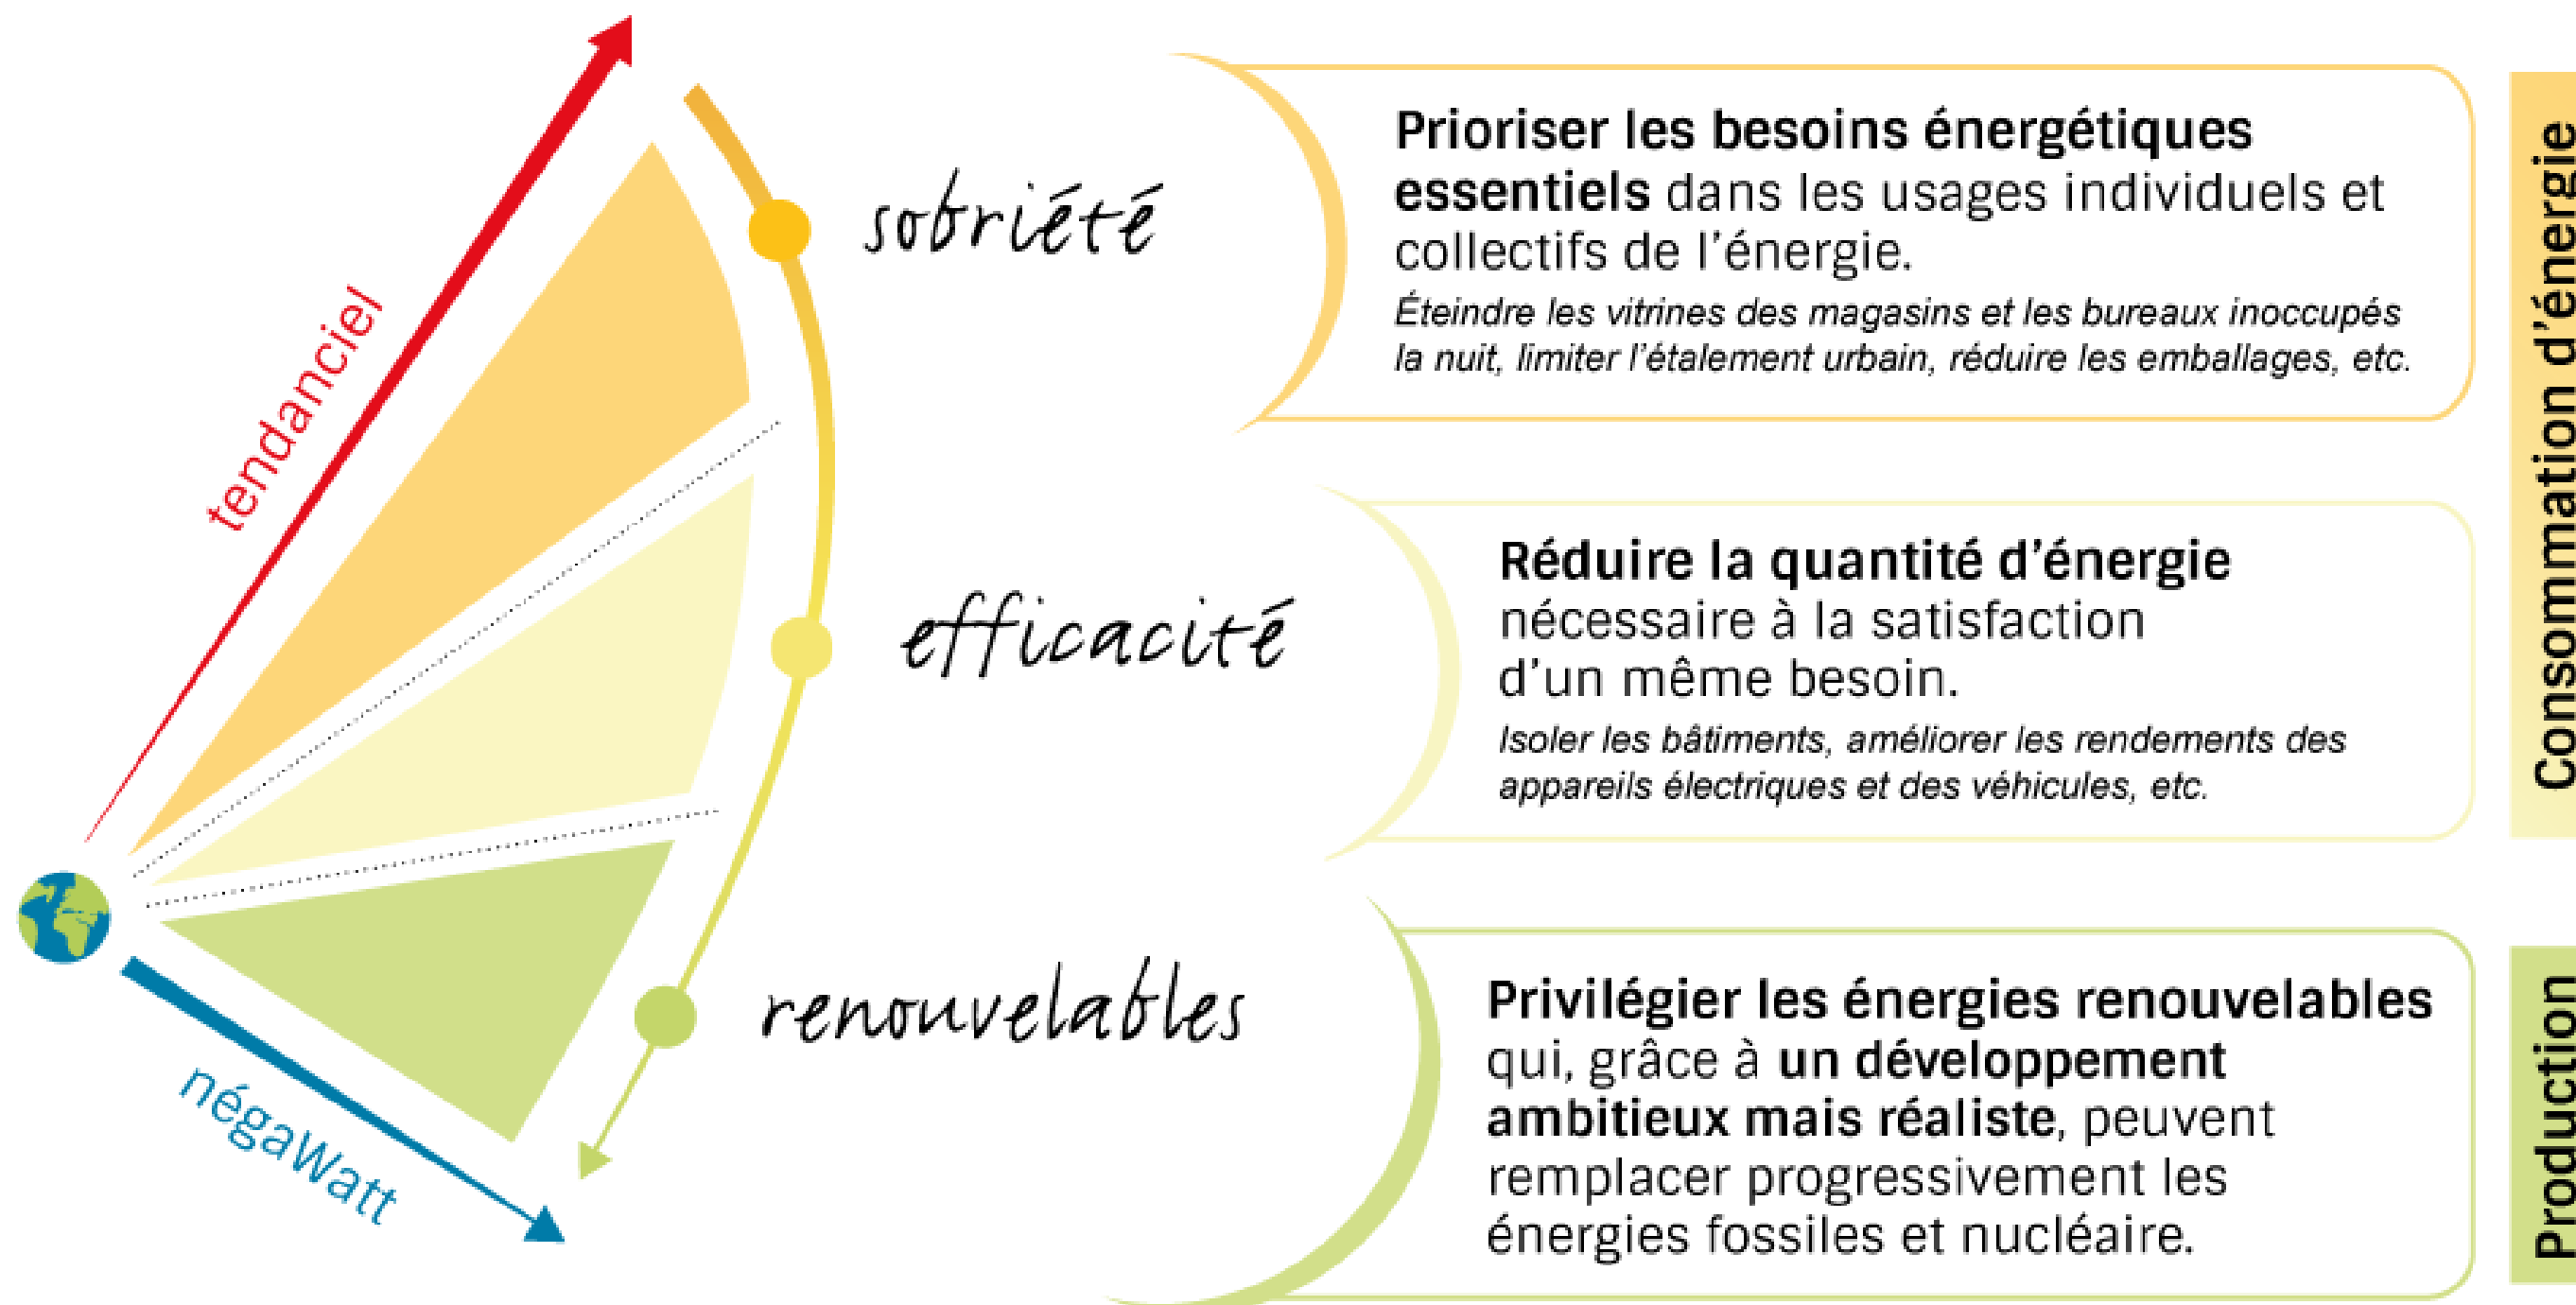 tendanciel
négaWatt
sobriété
Prioriser les besoins énergétiques
essentiels dans les usages individuels et
collectifs de l'énergie.
Éteindre les vitrines des magasins et les bureaux inoccupés
la nuit, limiter l'étalement urbain, réduire les emballages, etc.
efficacité
Réduire la quantité d'énergie
nécessaire à la satisfaction
d'un même besoin.
Isoler les bâtiments, améliorer les rendements des
appareils électriques et des véhicules, etc.
Consommation d'énergie
renouvelables
Privilégier les énergies renouvelables
qui, grâce à un développement
ambitieux mais réaliste, peuvent
remplacer progressivement les
énergies fossiles et nucléaire.
Production